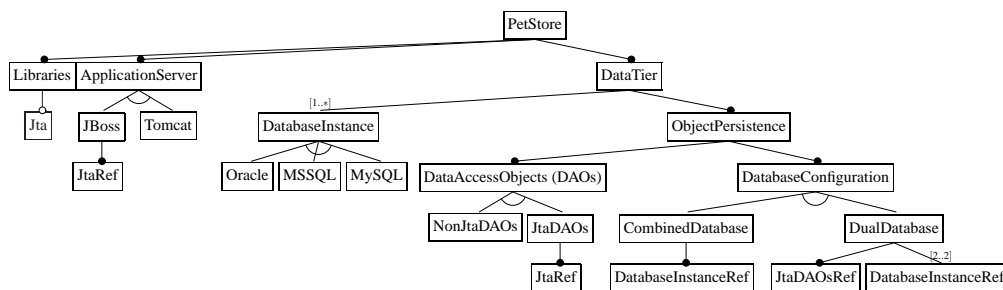 PetStore
Libraries ApplicationServer DataTier
[1..*]
Jta JBoss Tomcat DatabaseInstance ObjectPersistence
JtaRef Oracle MSSQL MySQL DataAccessObjects (DAOs) DatabaseConfiguration
NonJtaDAOs JtaDAOs CombinedDatabase DualDatabase
[2..2]
JtaRef DatabaseInstanceRef JtaDAOsRef DatabaseInstanceRef